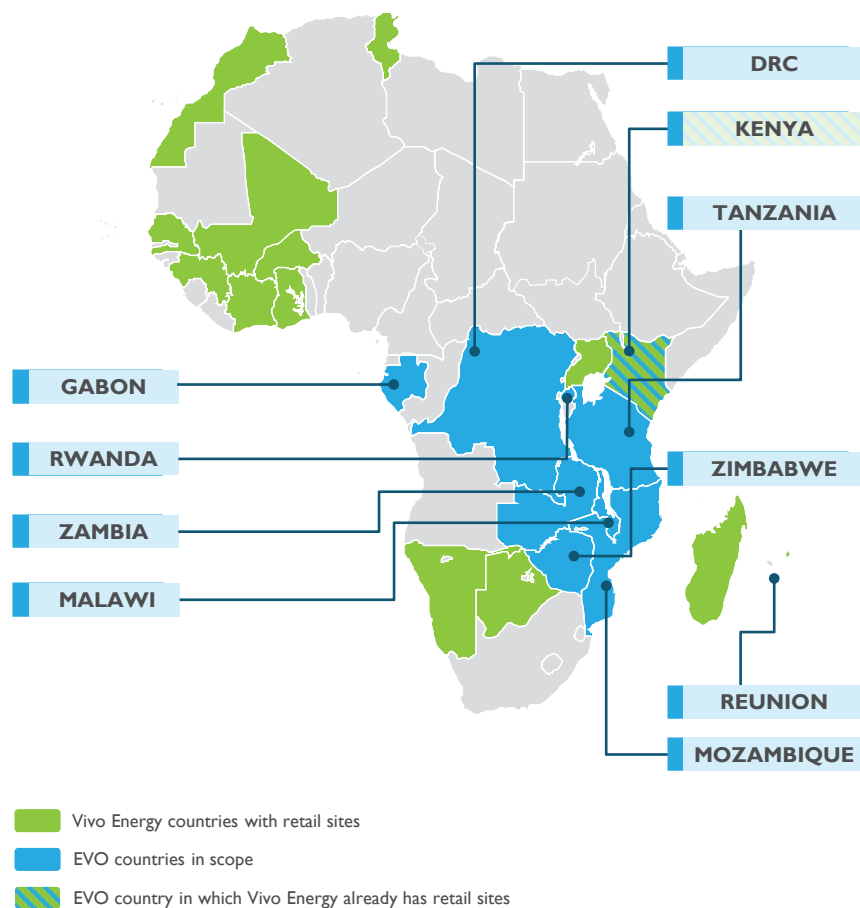 DRC
KENYA
TANZANIA
GABON
RWANDA
ZIMBABWE
ZAMBIA
MALAWI
REUNION
MOZAMBIQUE
Vivo Energy countries with retail sites
EVO countries in scope
EVO country in which Vivo Energy already has retail sites